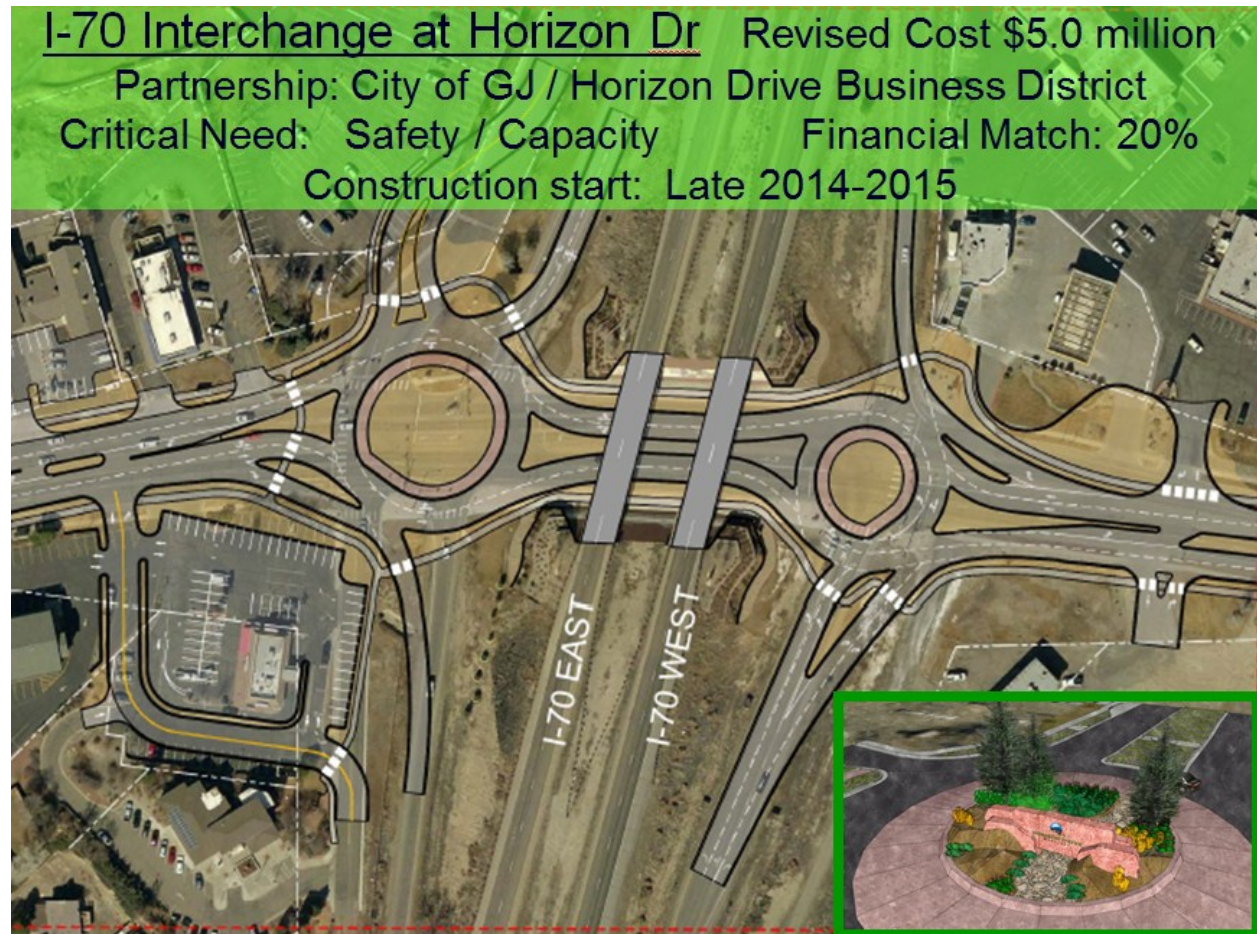 I-70 Interchange at Horizon Dr Revised Cost $5.0 million
Partnership: City of GJ / Horizon Drive Business District
Critical Need: Safety / Capacity Financial Match: 20%
Construction start: Late 2014-2015
I-70 EAST
I-70 WEST